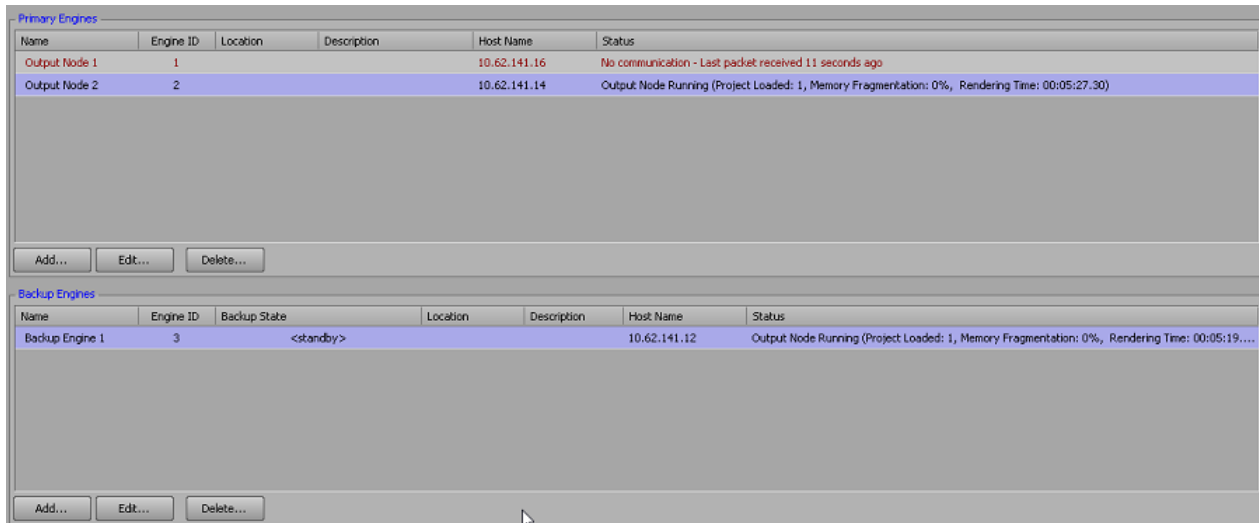 Primary Engines
Name Engine ID Location Description Host Name Status
Output Node 1 1 10.62.141.16 No communication - Last packet received 11 seconds ago
Output Node 2 2 10.62.141.14 Output Node Running (Project Loaded: 1, Memory Fragmentation: 0%, Rendering Time: 00:05:27.30)
Add... Edit... Delete...
Backup Engines
Name Engine ID Backup State Location Description Host Name Status
Backup Engine 1 3 <standby> 10.62.141.12 Output Node Running (Project Loaded: 1, Memory Fragmentation: 0%, Rendering Time: 00:05:19....
Add... Edit... Delete...